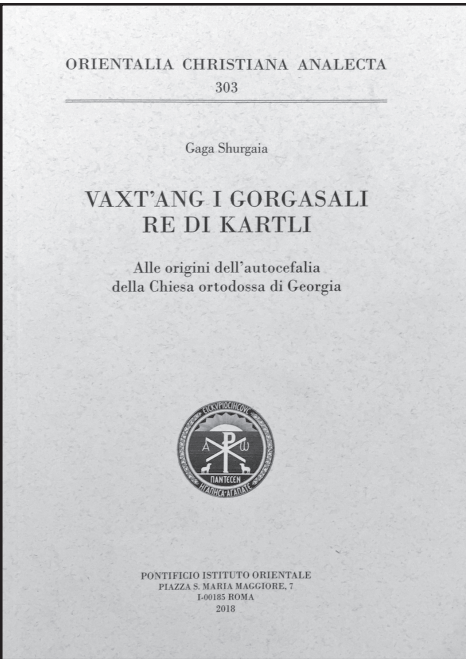 ORIENTALIA CHRISTIANA ANALECTA
303
Gaga Shurgaia
VAXT’ANG I GORGASALI
RE DI KARTLI
Alle origini dell’autocefalia
della Chiesa ortodossa di Georgia
Α Ω
ΠΑΝΤΕCΕΝ
PONTIFICIO ISTITUTO ORIENTALE
PIAZZA S. MARIA MAGGIORE, 7
I-00185 ROMA
2018